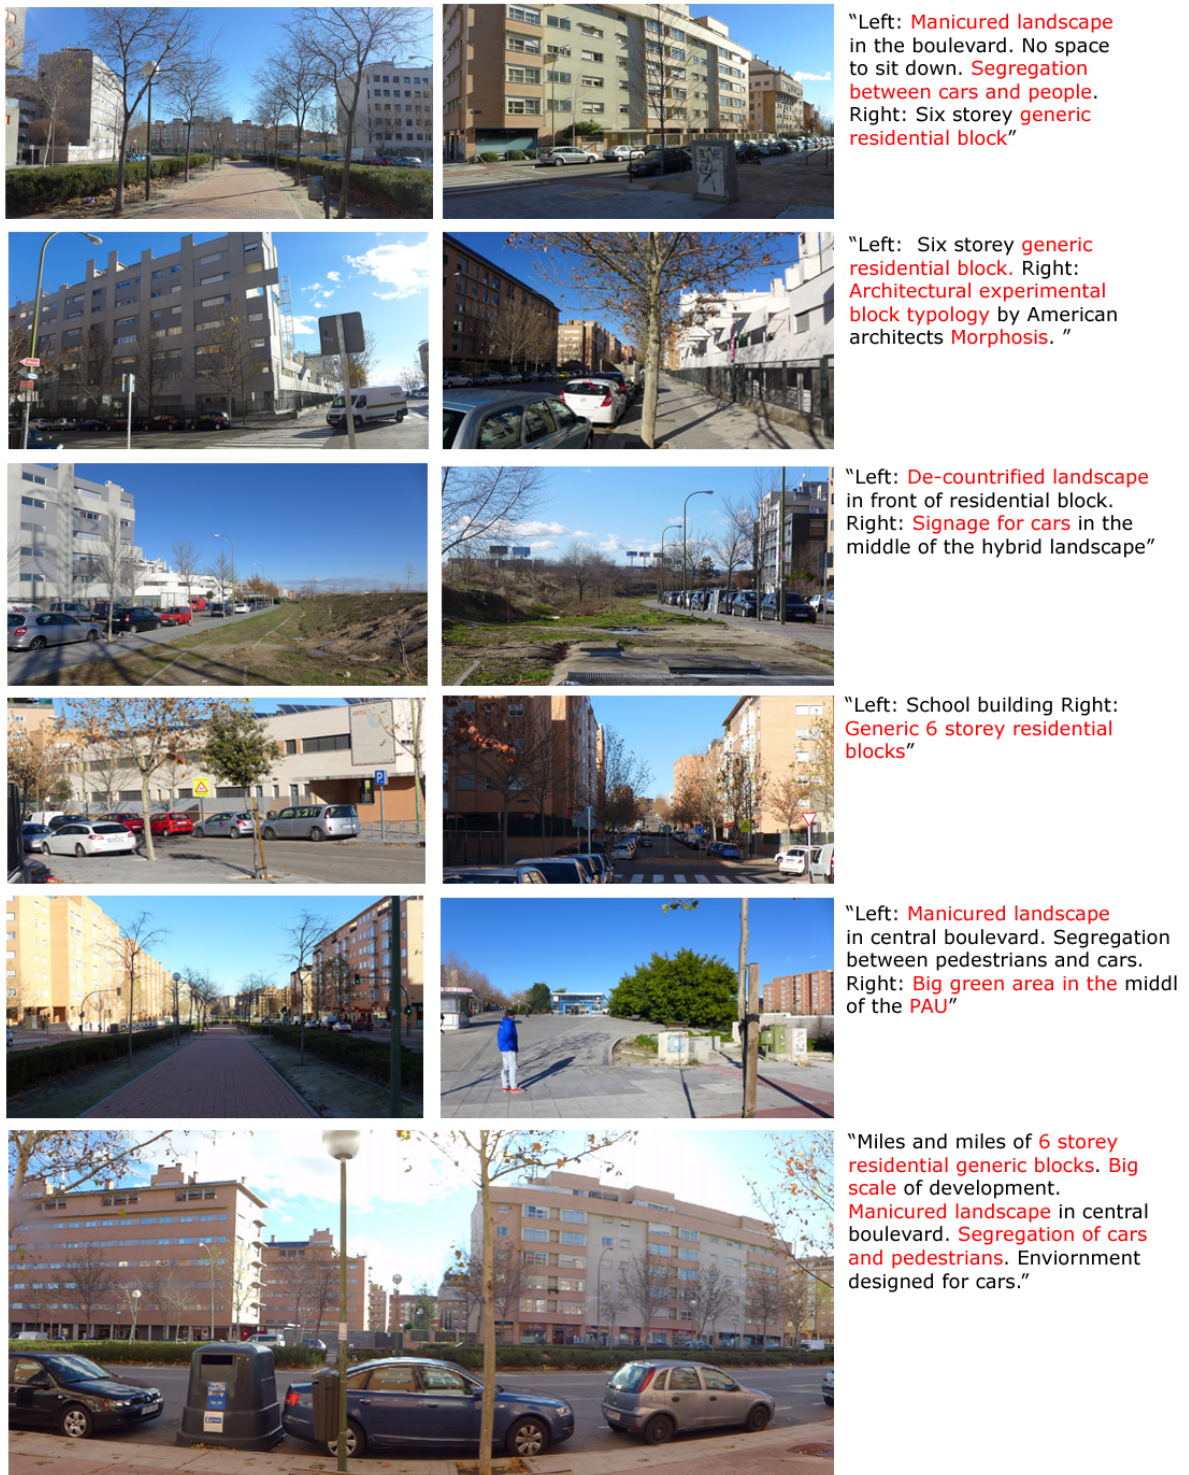 “Left: Manicured landscape
in the boulevard. No space
to sit down. Segregation
between cars and people.
Right: Six storey generic
residential block”
“Left:  Six storey generic
residential block. Right:
Architectural experimental
block typology by American
architects Morphosis. ”
“Left: De-countrified landscape
in front of residential block.
Right: Signage for cars in the
middle of the hybrid landscape”
“Left: School building Right:
Generic 6 storey residential
blocks”
P
“Left: Manicured landscape
in central boulevard. Segregation
between pedestrians and cars.
Right: Big green area in the middl
of the PAU”
“Miles and miles of 6 storey
residential generic blocks. Big
scale of development.
Manicured landscape in central
boulevard. Segregation of cars
and pedestrians. Enviornment
designed for cars.”